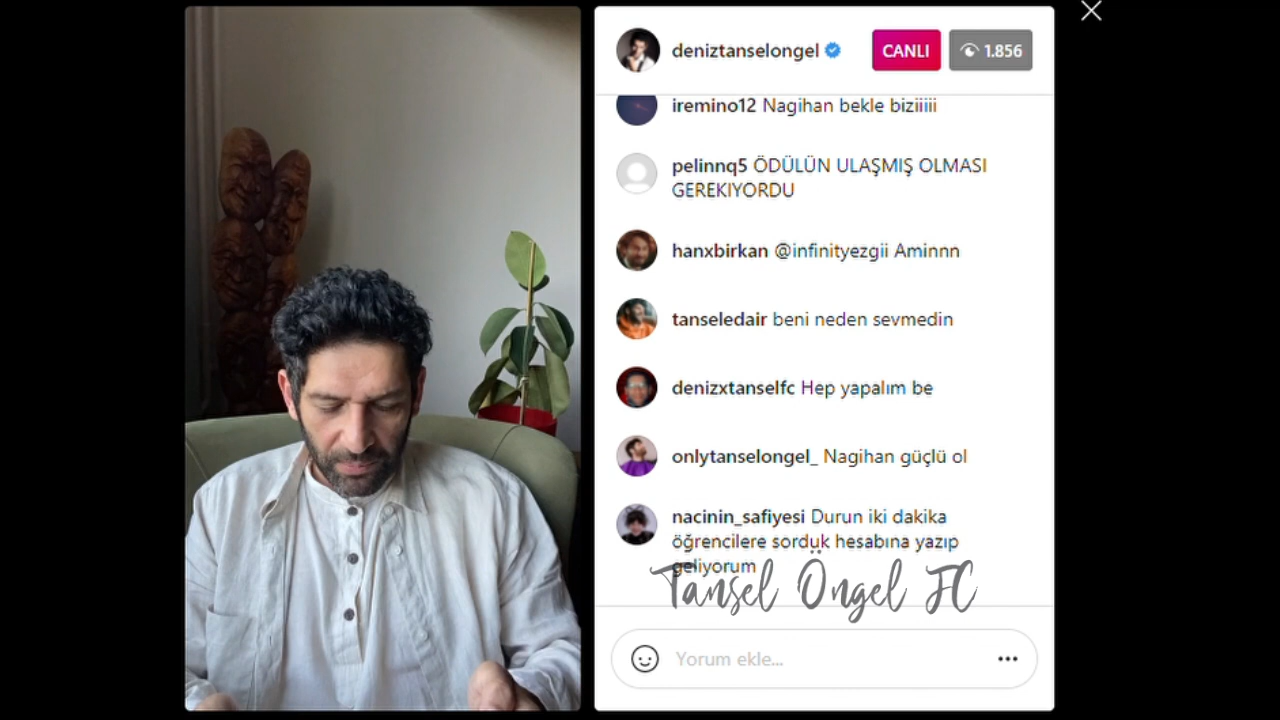 deniztanselongel
CANLI
1.856
iremino12 Nagihan bekle biziiiii
pelinnq5 ÖDÜLÜN ULAŞMIŞ OLMASI
GEREKIYORDU
hanxbirkan @infinityezgii Aminnn
tanseledair beni neden sevmedin
denizxtanselfc Hep yapalım be
onlytanselongel_ Nagihan güçlü ol
nacinin_safiyesi Durun iki dakika
öğrencilere sorduk hesabına yazıp
geliyorum
Tansel Öngel FC
Yorum ekle...